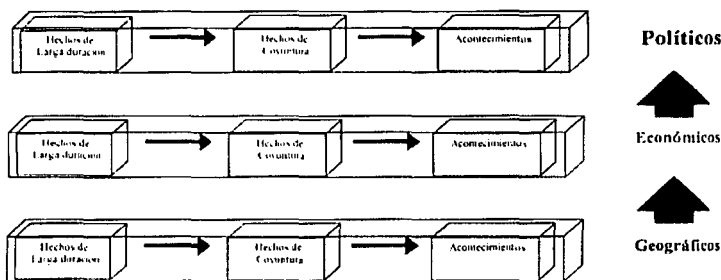 Hechos de
Larga duración
Hechos de
Coyuntura
Acontecimientos
Políticos
Hechos de
Larga duración
Hechos de
Coyuntura
Acontecimientos
Económicos
Hechos de
Larga duración
Hechos de
Coyuntura
Acontecimientos
Geográficos